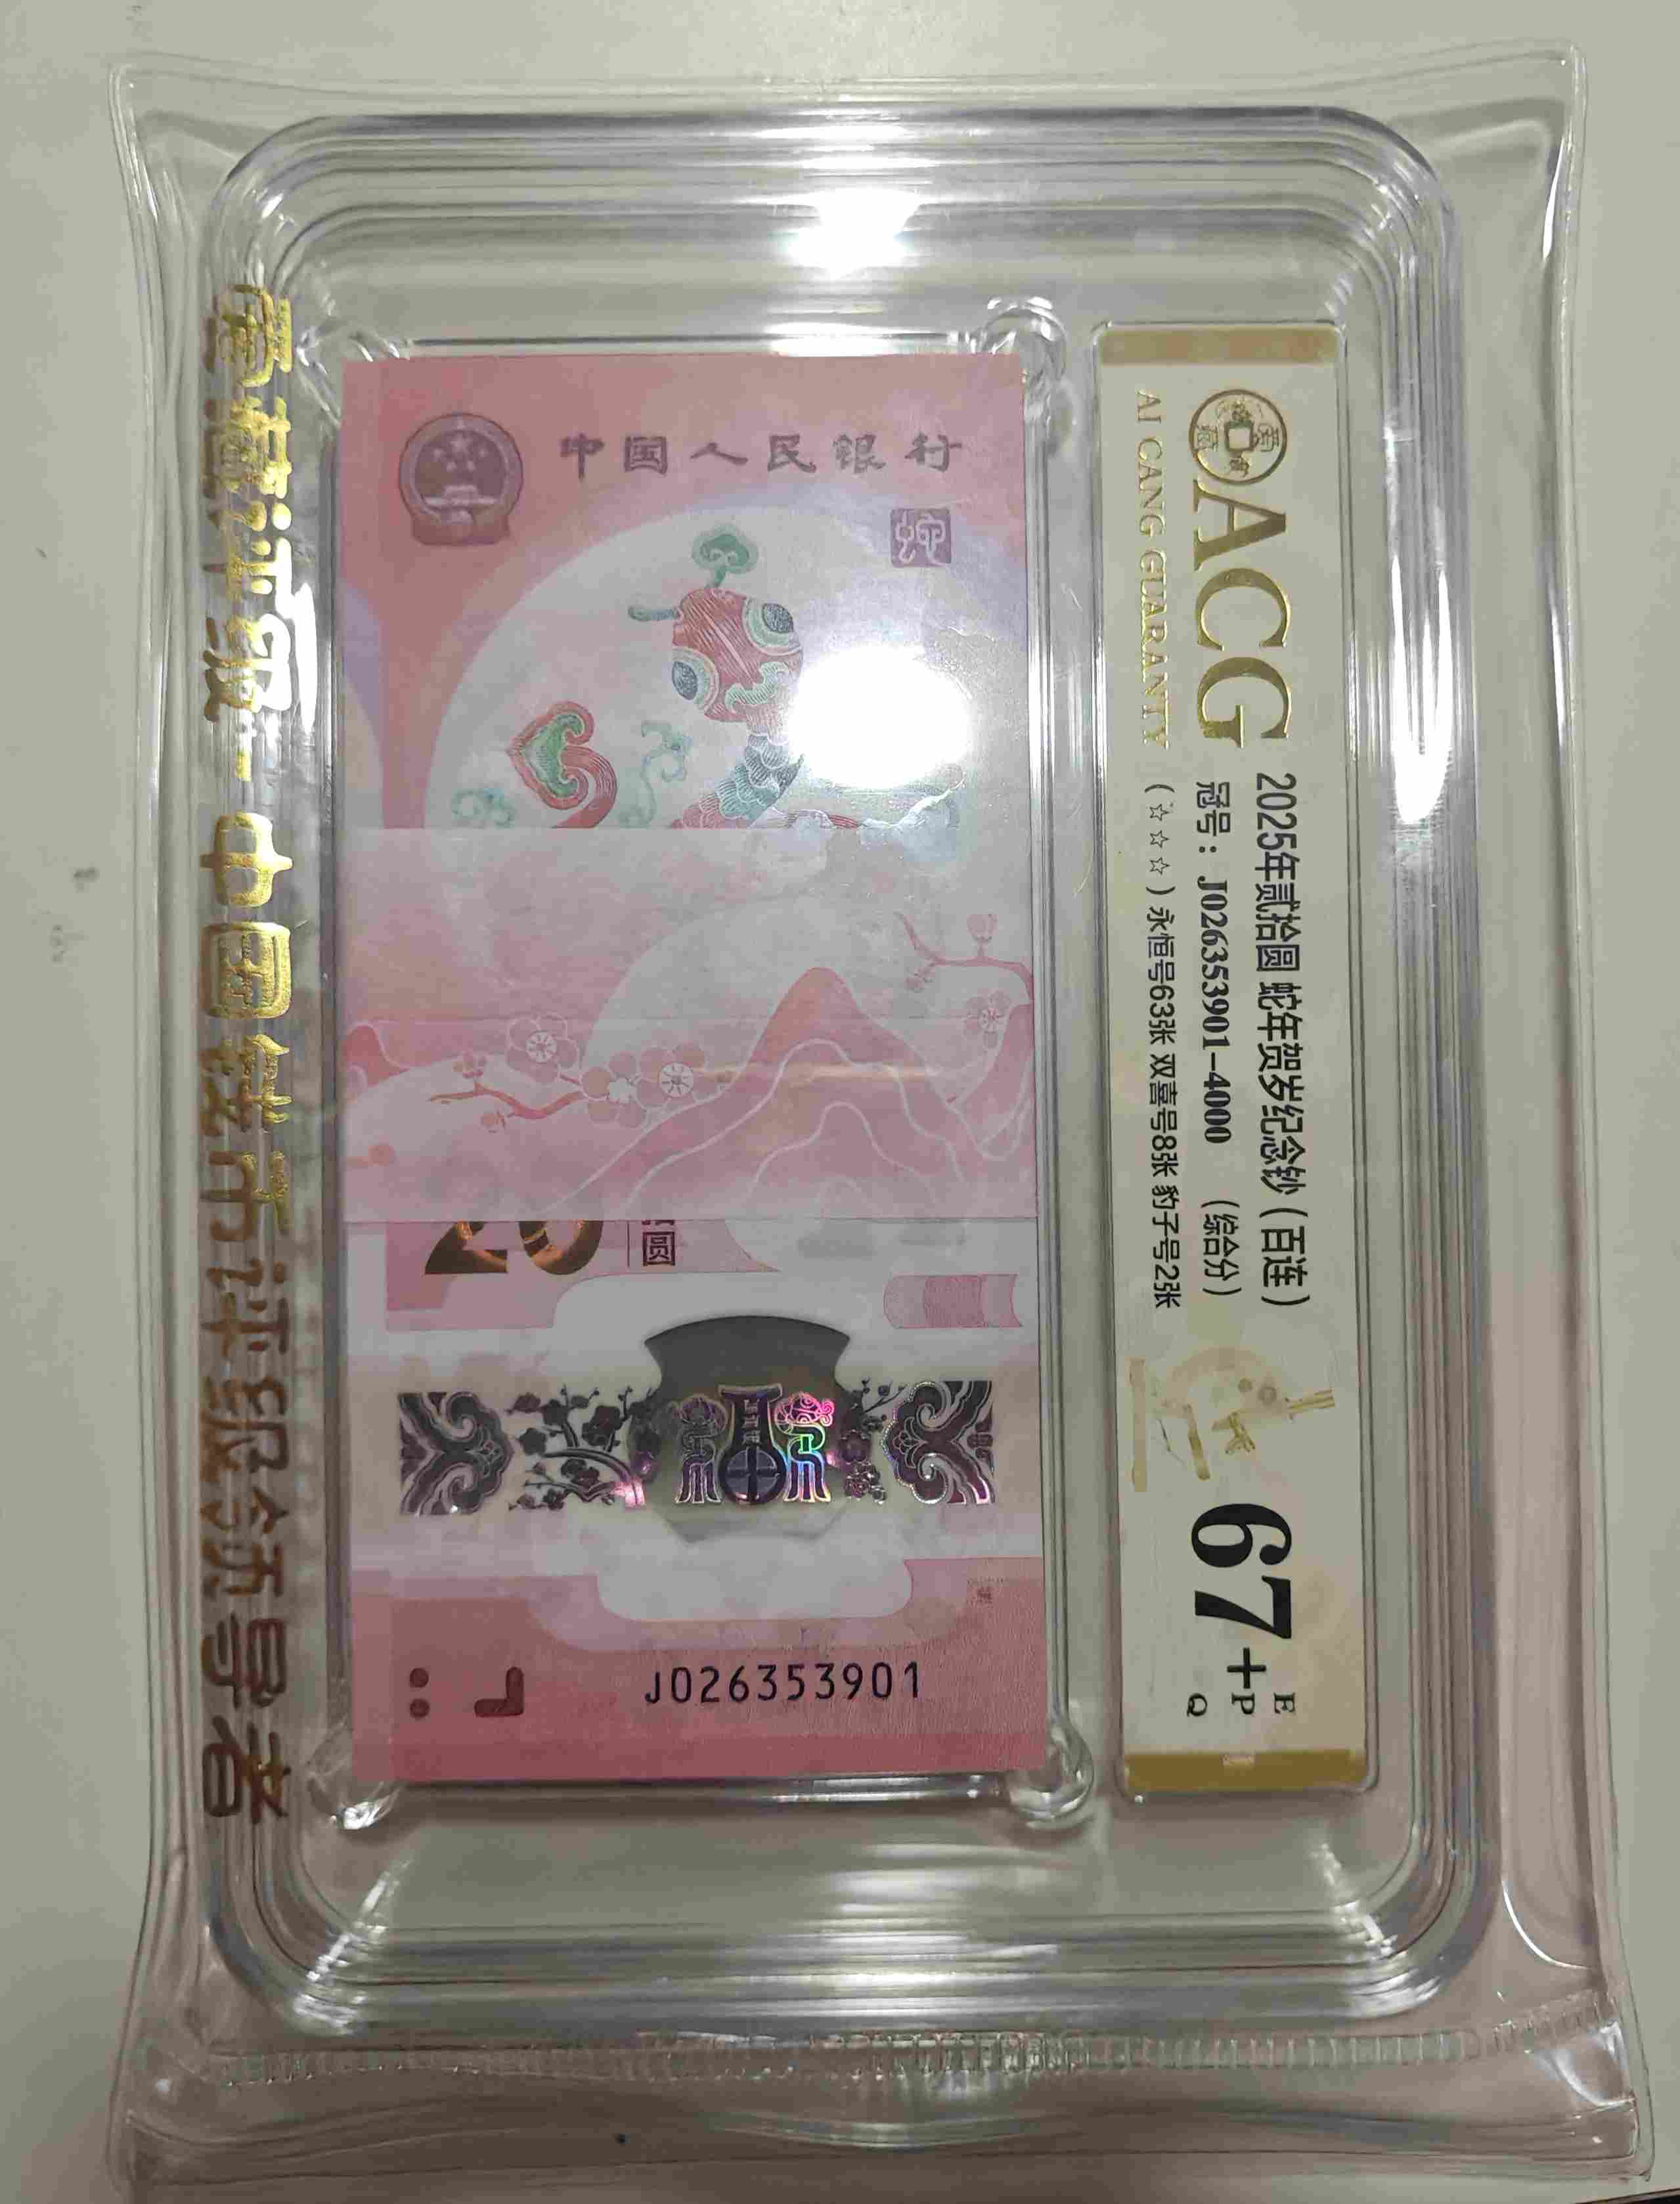 爱藏评级-中国钱币评级领导者
中国人民银行
蛇
20
圆
J026353901
ACG
AI CANG GUARANTY
2025年贰拾圆 蛇年贺岁纪念钞（百连）
冠号：J026353901-4000 （综合分）
（☆☆☆）永恒号63张 双喜号8张 豹子号2张
67+
E
P
Q